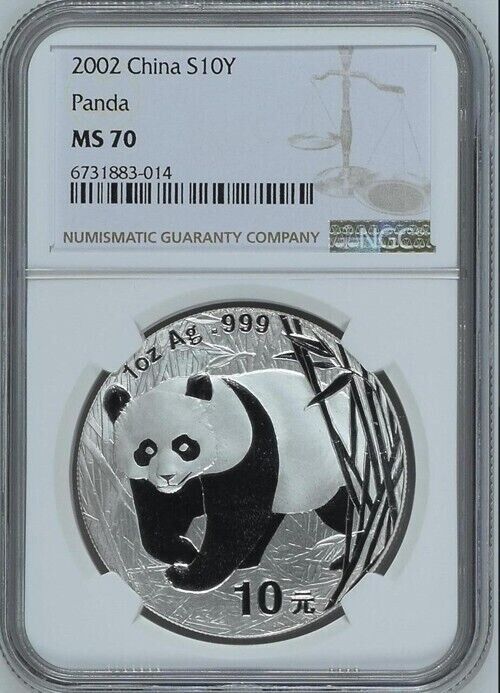 2002 China S10Y
Panda
MS 70
6731883-014
NUMISMATIC GUARANTY COMPANY
NGC
1oz Ag .999
10元